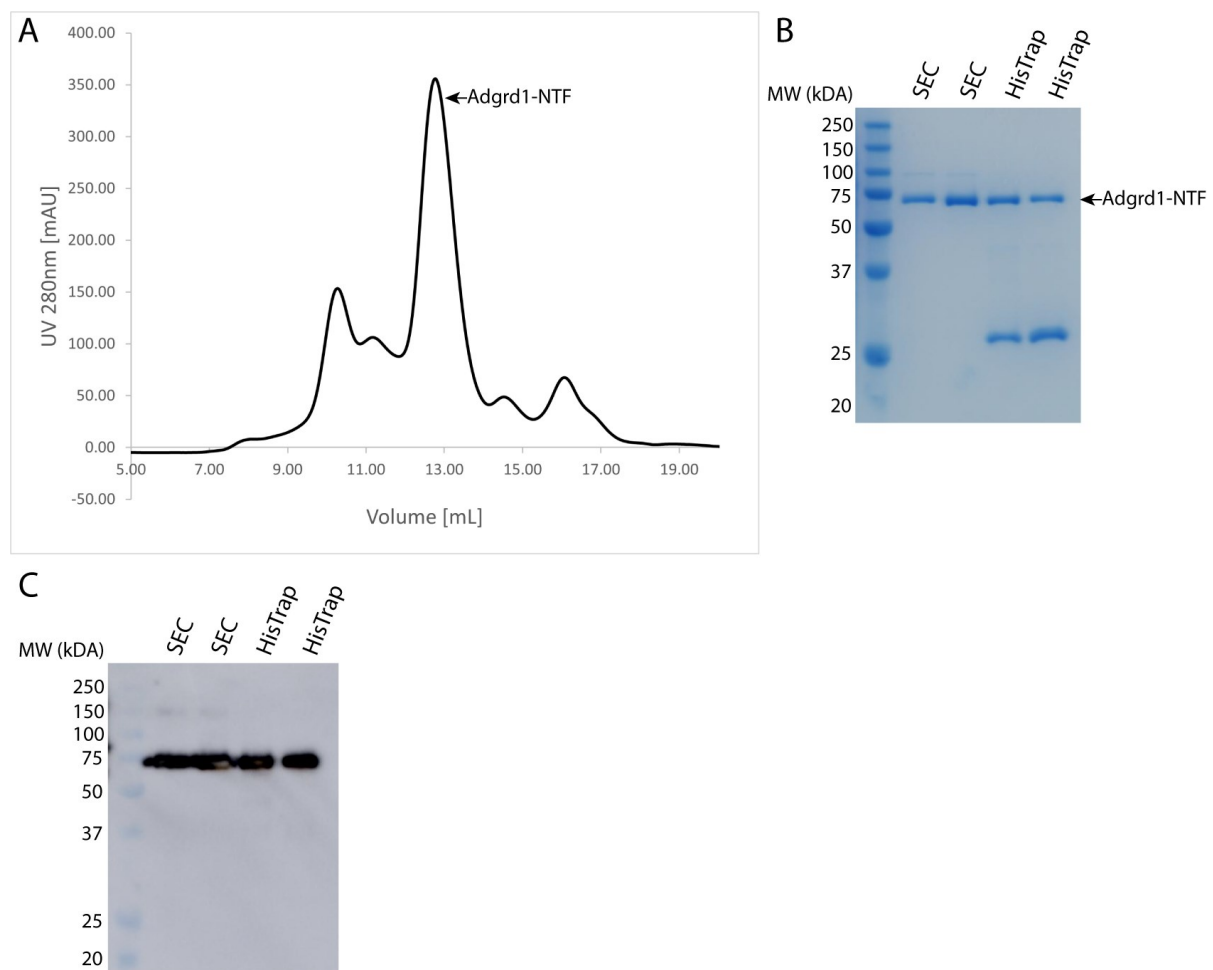 A
400.00
350.00
300.00
250.00
200.00
150.00
100.00
50.00
0.00
-50.00
UV 280nm [mAU]
Adgrd1-NTF
5.00 7.00 9.00 11.00 13.00 15.00 17.00 19.00
Volume [mL]
B
MW (kDA) SEC SEC HisTrap HisTrap
250
150
100
75
50
37
25
20
Adgrd1-NTF
C
MW (kDA) SEC SEC HisTrap HisTrap
250
150
100
75
50
37
25
20